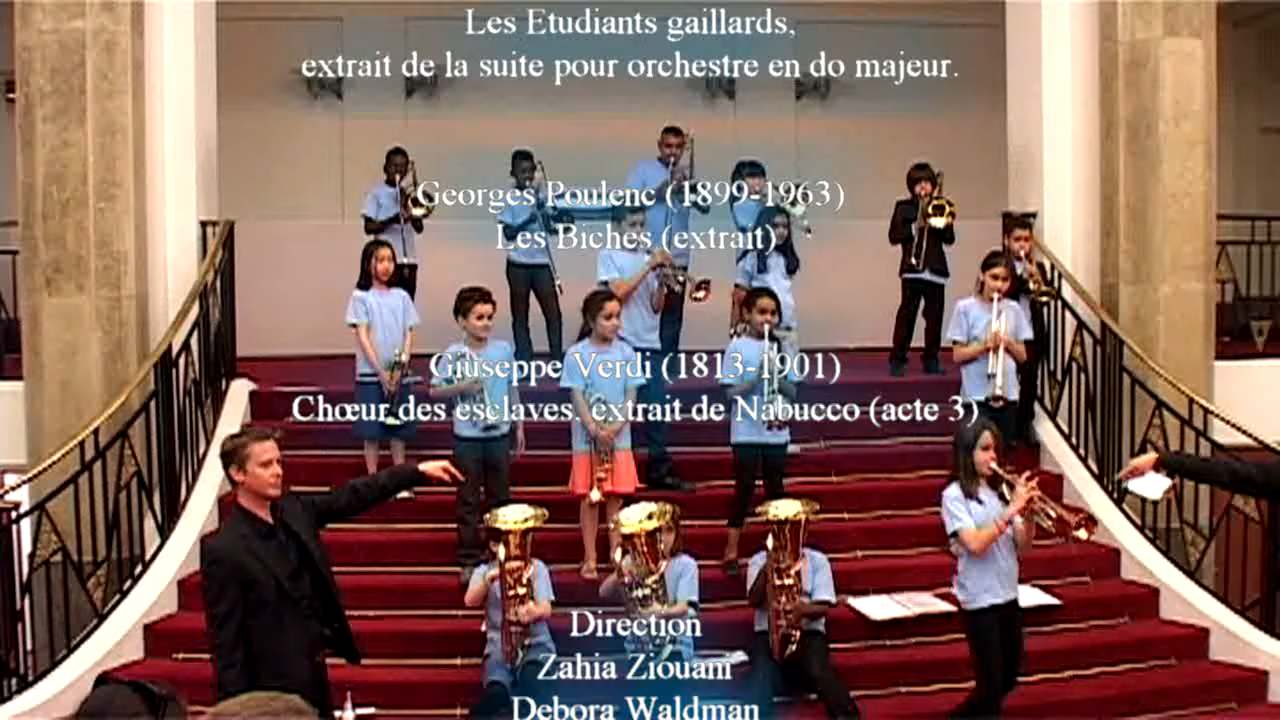 Les Etudiants gaillards,
extrait de la suite pour orchestre en do majeur.
Georges Poulenc (1899-1963)
Les Biches (extrait)
Giuseppe Verdi (1813-1901)
Chœur des esclaves, extrait de Nabucco (acte 3)
Direction
Zahia Ziouani
Debora Waldman